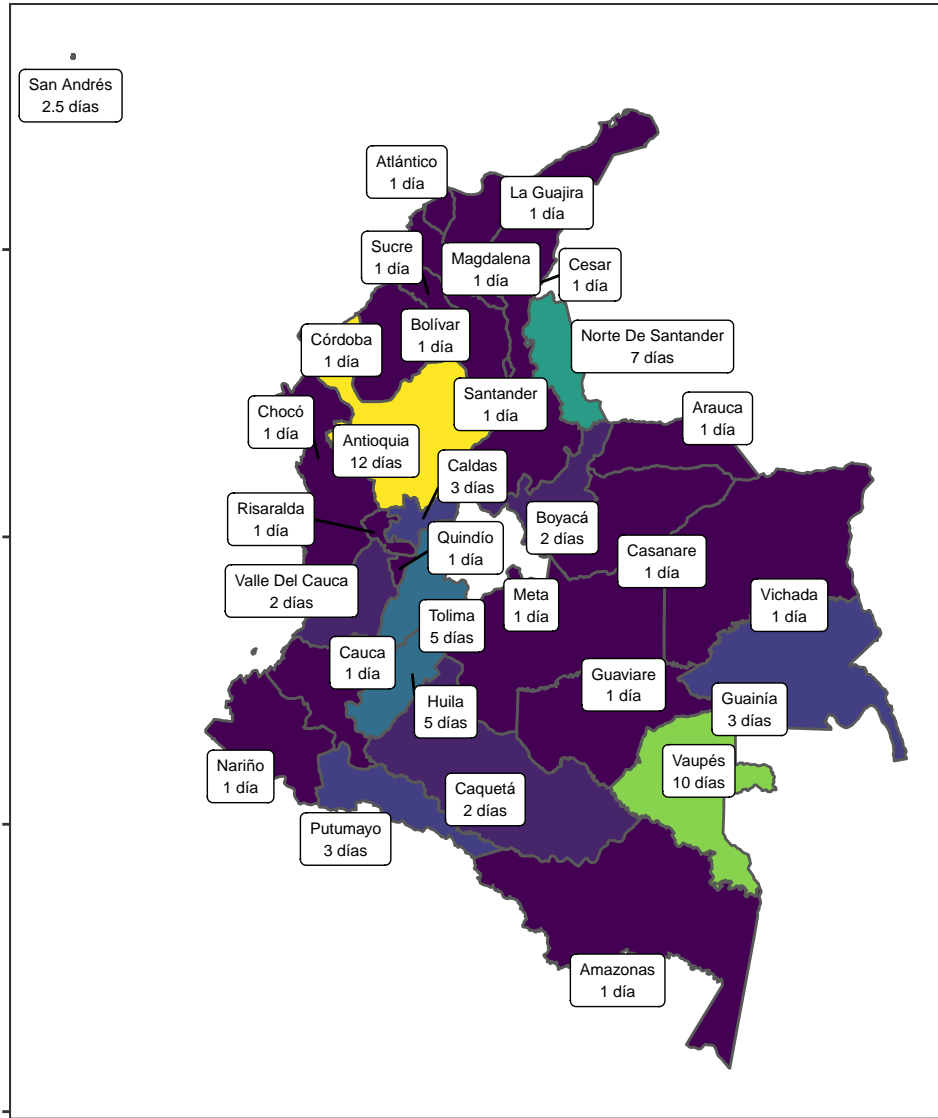 San Andrés
2.5 días
Atlántico
1 día
La Guajira
1 día
Sucre
1 día
Magdalena
1 día
Cesar
1 día
Bolívar
1 día
Córdoba
1 día
Norte De Santander
7 días
Santander
1 día
Chocó
1 día
Arauca
1 día
Antioquia
12 días
Caldas
3 días
Risaralda
1 día
Boyacá
2 días
Quindío
1 día
Casanare
1 día
Valle Del Cauca
2 días
Meta
1 día
Vichada
1 día
Tolima
5 días
Cauca
1 día
Guaviare
1 día
Huila
5 días
Guainía
3 días
Nariño
1 día
Vaupés
10 días
Caquetá
2 días
Putumayo
3 días
Amazonas
1 día